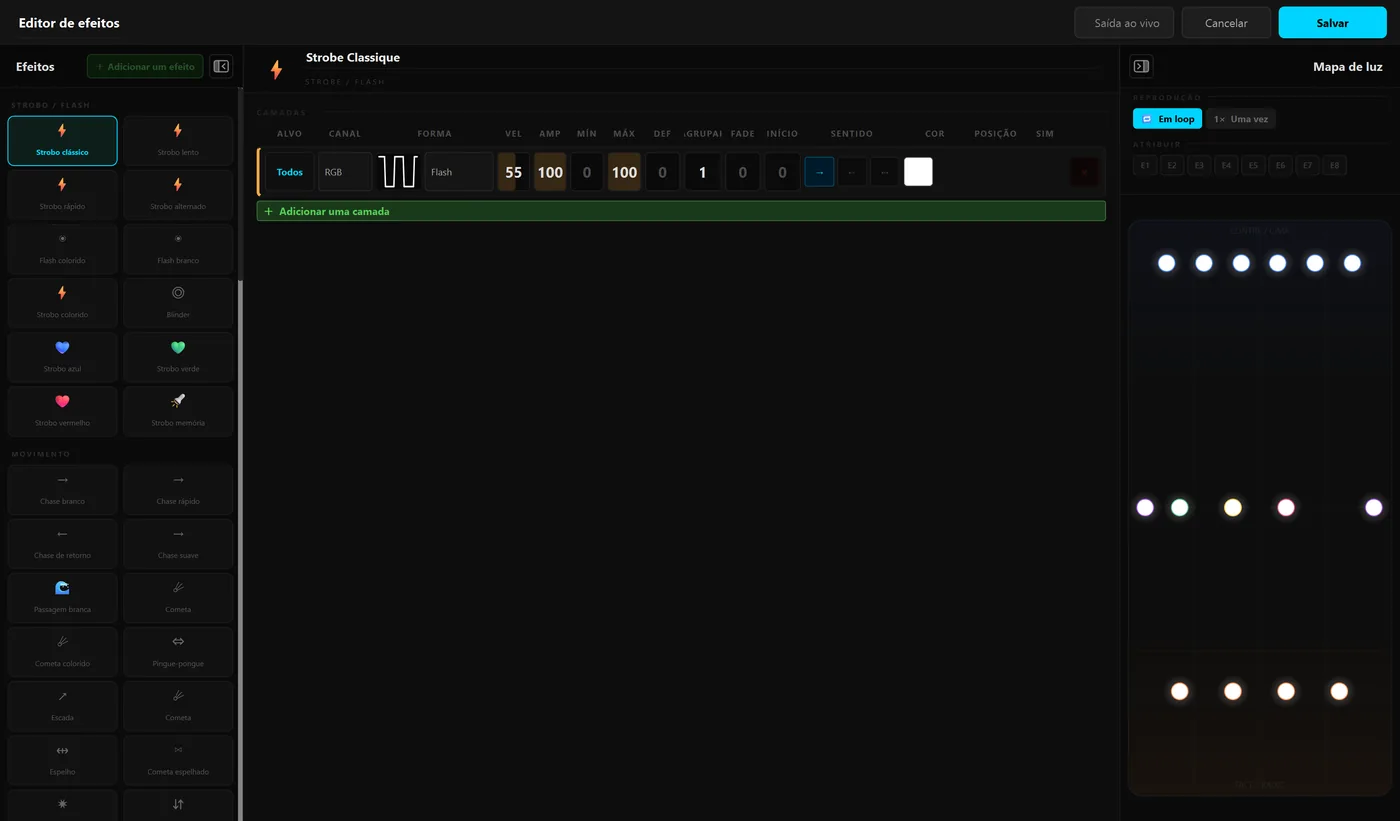 Editor de efeitos
Saída ao vivo
Cancelar
Salvar
Efeitos
+ Adicionar um efeito
STROBO / FLASH
Strobo clássico
Strobo lento
Strobo rápido
Strobo alternado
Flash colorido
Flash branco
Strobo colorido
Blinder
Strobo azul
Strobo verde
Strobo vermelho
Strobo memória
MOVIMENTO
Chase branco
Chase rápido
Chase de retorno
Chase suave
Passagem branca
Cometa
Cometa colorido
Pingue-pongue
Escada
Cometa
Espelho
Cometa espelhado
Strobe Classique
STROBE / FLASH
CAMADAS
ALVO CANAL FORMA VEL AMP MÍN MÁX DEF AGRUPAI FADE INÍCIO SENTIDO COR POSIÇÃO SIM
Todos RGB Flash 55 100 0 100 0 1 0 0
+ Adicionar uma camada
Mapa de luz
REPRODUÇÃO
Em loop
1× Uma vez
ATRIBUIR
E1 E2 E3 E4 E5 E6 E7 E8